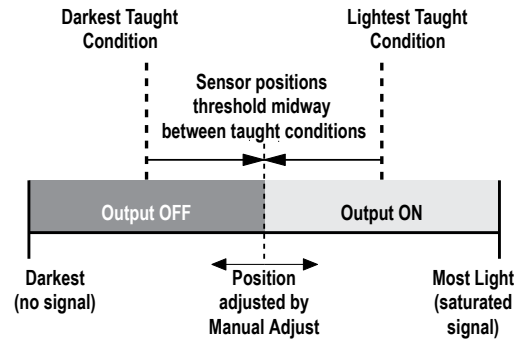 Darkest Taught
Condition
Lightest Taught
Condition
Sensor positions
threshold midway
between taught conditions
Output OFF
Output ON
Darkest
(no signal)
Position
adjusted by
Manual Adjust
Most Light
(saturated
signal)